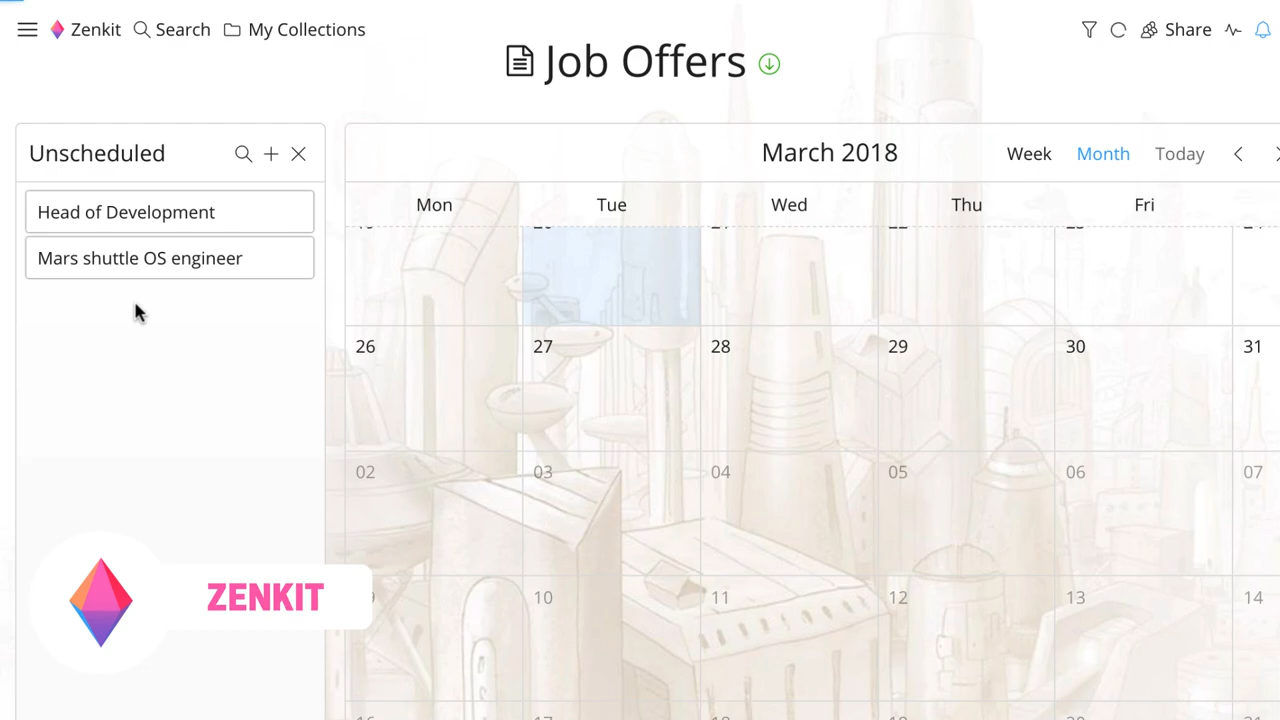 Zenkit Search My Collections Share
Job Offers
Unscheduled
Head of Development
Mars shuttle OS engineer
March 2018 Week Month Today
Mon Tue Wed Thu Fri
26 27 28 29 30 31
02 03 04 05 06 07
10 11 12 13 14
ZENKIT